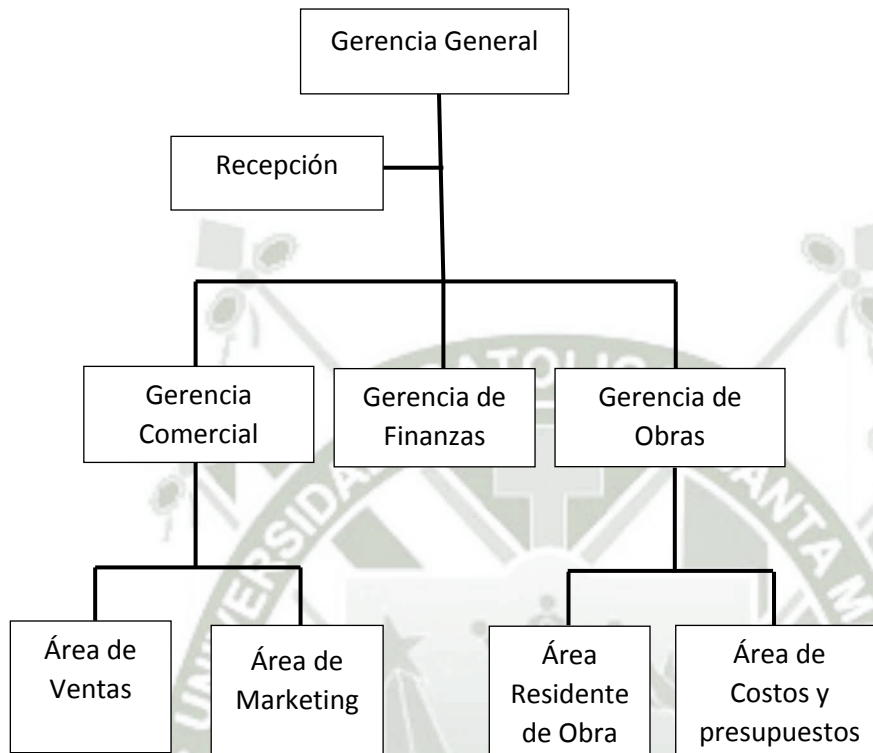 Gerencia General
Recepción
Gerencia
Comercial
Gerencia de
Finanzas
Gerencia de
Obras
Área de
Ventas
Área de
Marketing
Área
Residente
de Obra
Área de
Costos y
presupuestos